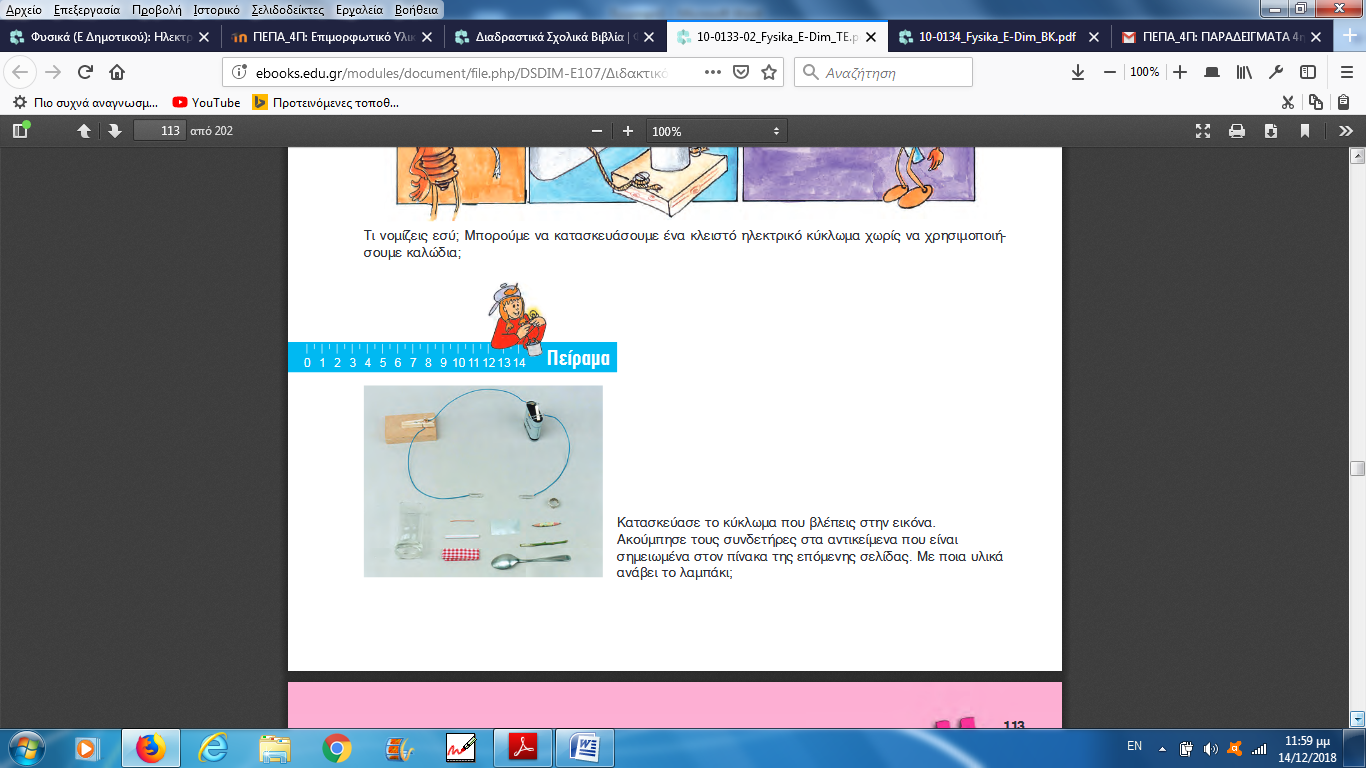 Αρχείο Επεξεργασία Προβολή Ιστορικό Σελιδοδείκτες Εργαλεία Βοήθεια
Φυσικά (Ε Δημοτικού): Ηλεκτρ
ΠΕΠΑ_4Π: Επιμορφωτικό Υλικ
Διαδραστικά Σχολικά Βιβλία |
10-0133-02_Fysika_E-Dim_TE.p
10-0134_Fysika_E-Dim_BK.pdf
ΠΕΠΑ_4Π: ΠΑΡΑΔΕΙΓΜΑΤΑ 4η
ebooks.edu.gr/modules/document/file.php/DSDIM-E107/Διδακτικό
100%
Αναζήτηση
Πιο συχνά αναγνωσμ... YouTube Προτεινόμενες τοποθ...
113 από 202
100%
Τι νομίζεις εσύ; Μπορούμε να κατασκευάσουμε ένα κλειστό ηλεκτρικό κύκλωμα χωρίς να χρησιμοποιή-
σουμε καλώδια;
0 1 2 3 4 5 6 7 8 9 10 11 12 13 14 Πείραμα
Κατασκεύασε το κύκλωμα που βλέπεις στην εικόνα.
Ακούμπησε τους συνδετήρες στα αντικείμενα που είναι
σημειωμένα στον πίνακα της επόμενης σελίδας. Με ποια υλικά
ανάβει το λαμπάκι;
113
EN
11:59 μμ
14/12/2018